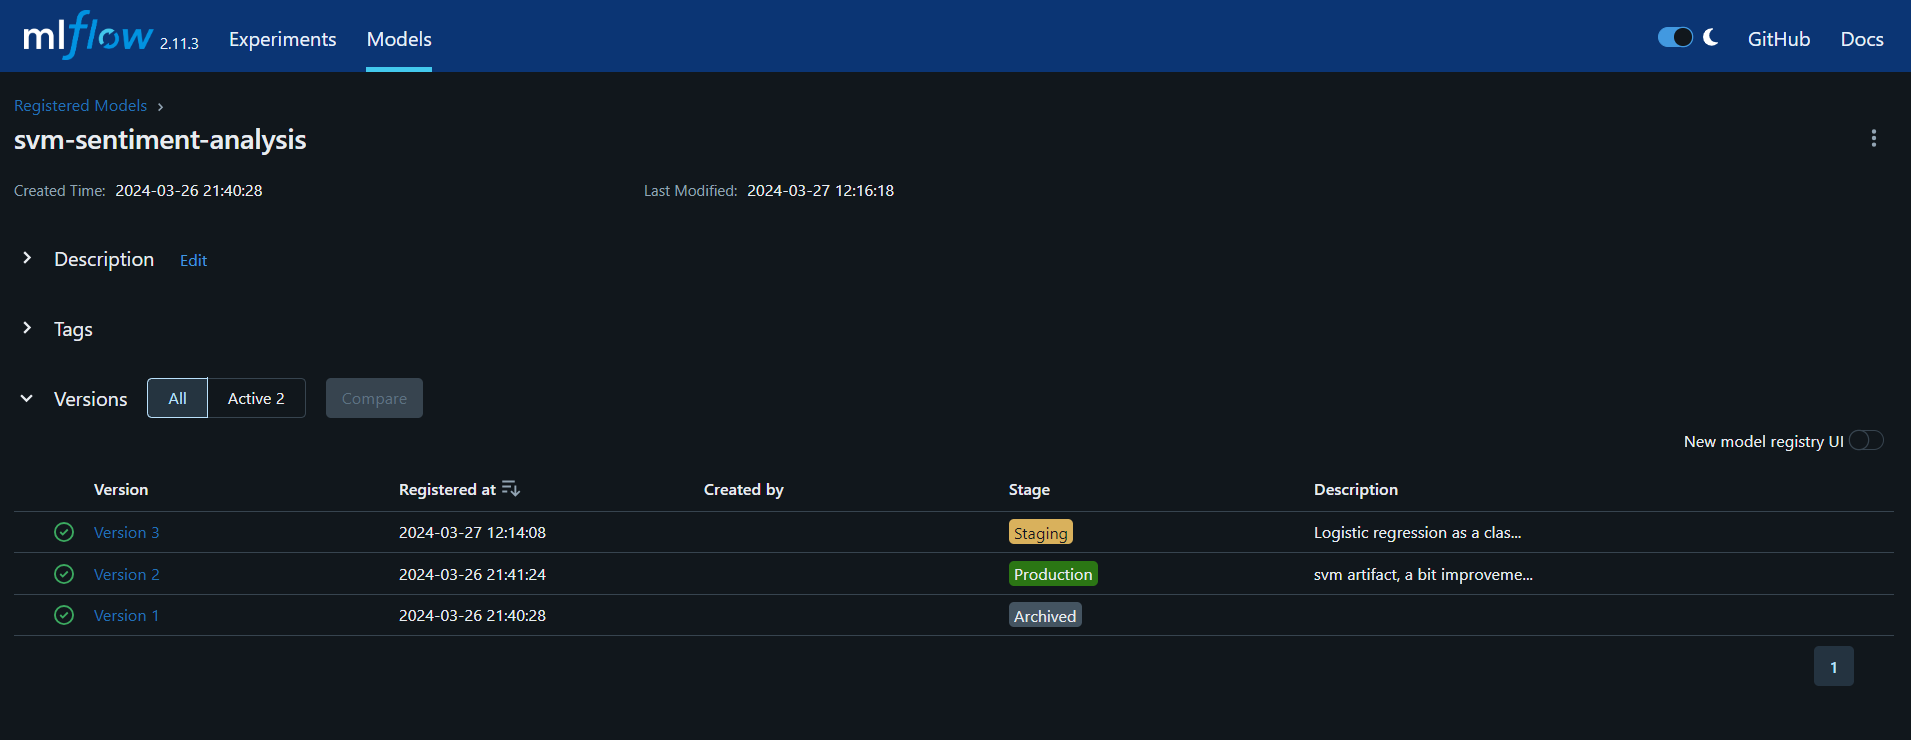 mlflow 2.11.3 Experiments Models GitHub Docs
Registered Models
svm-sentiment-analysis
Created Time: 2024-03-26 21:40:28 Last Modified: 2024-03-27 12:16:18
Description Edit
Tags
Versions All Active 2 Compare
New model registry UI
Version Registered at Created by Stage Description
Version 3 2024-03-27 12:14:08 Staging Logistic regression as a clas...
Version 2 2024-03-26 21:41:24 Production svm artifact, a bit improveme...
Version 1 2024-03-26 21:40:28 Archived
1